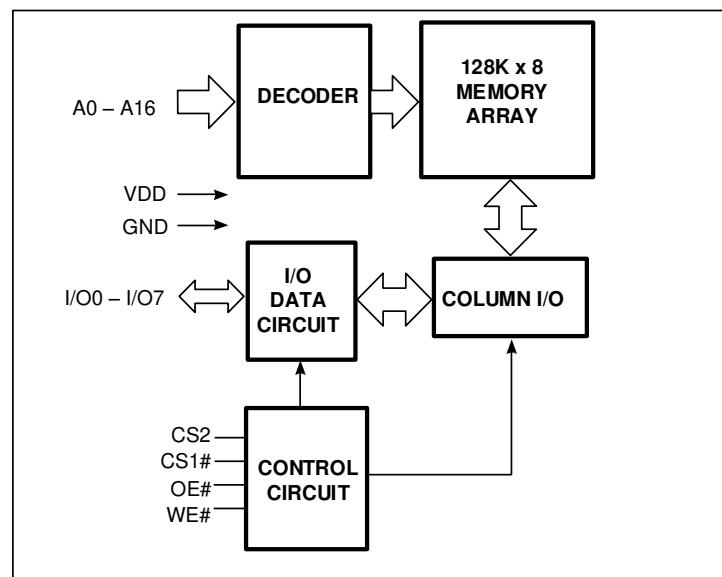 A0 – A16
DECODER
128K x 8
MEMORY
ARRAY
VDD
GND
I/O0 – I/O7
I/O
DATA
CIRCUIT
COLUMN I/O
CS2
CS1#
OE#
WE#
CONTROL
CIRCUIT